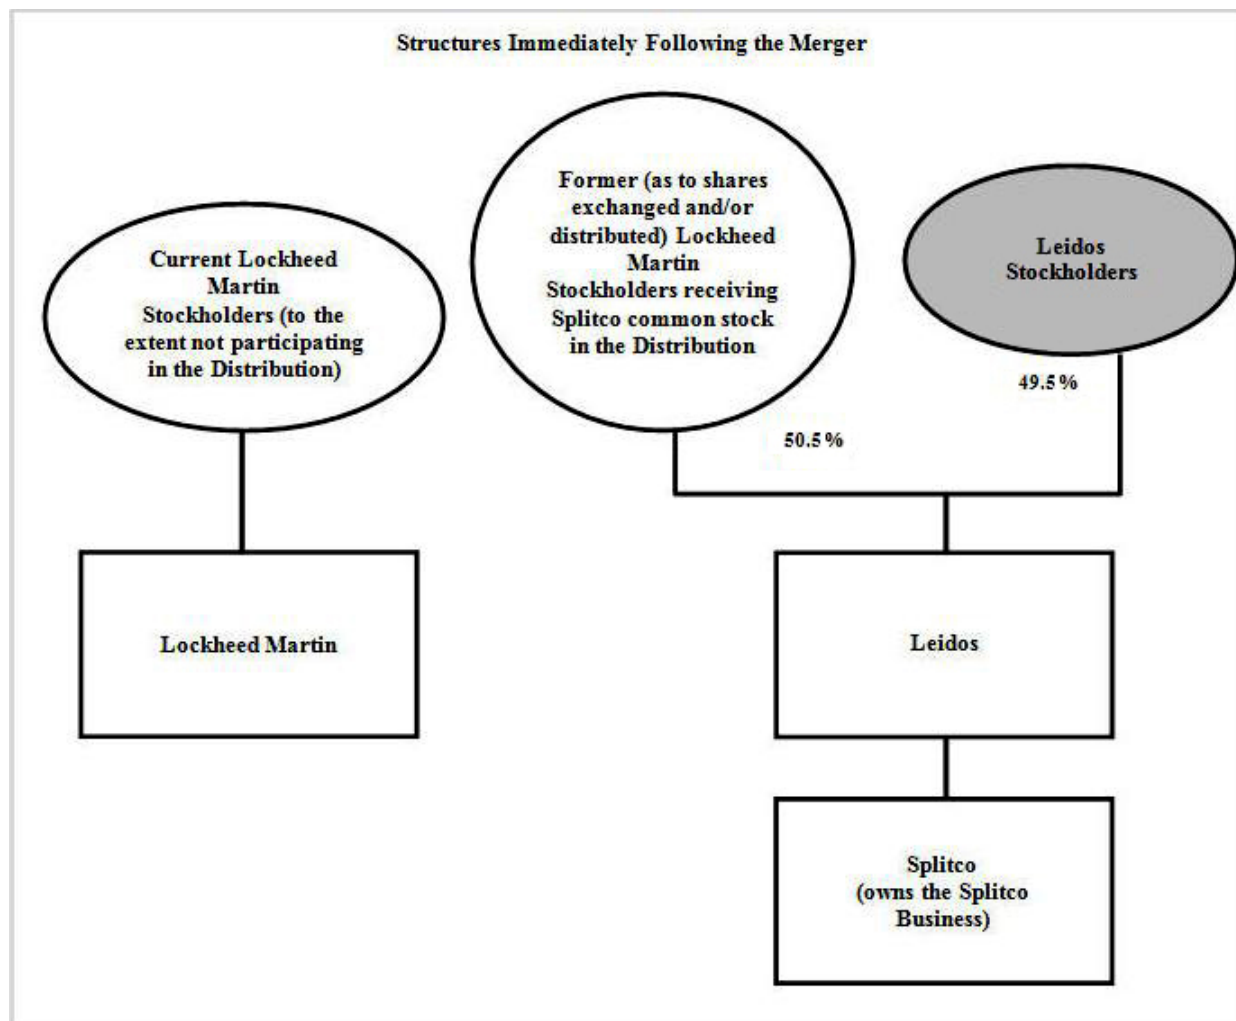 Structures Immediately Following the Merger
Current Lockheed
Martin
Stockholders (to the
extent not participating
in the Distribution)
Former (as to shares
exchanged and/or
distributed) Lockheed
Martin
Stockholders receiving
Splitco common stock
in the Distribution
Leidos
Stockholders
49.5%
50.5%
Lockheed Martin
Leidos
Splitco
(owns the Splitco
Business)